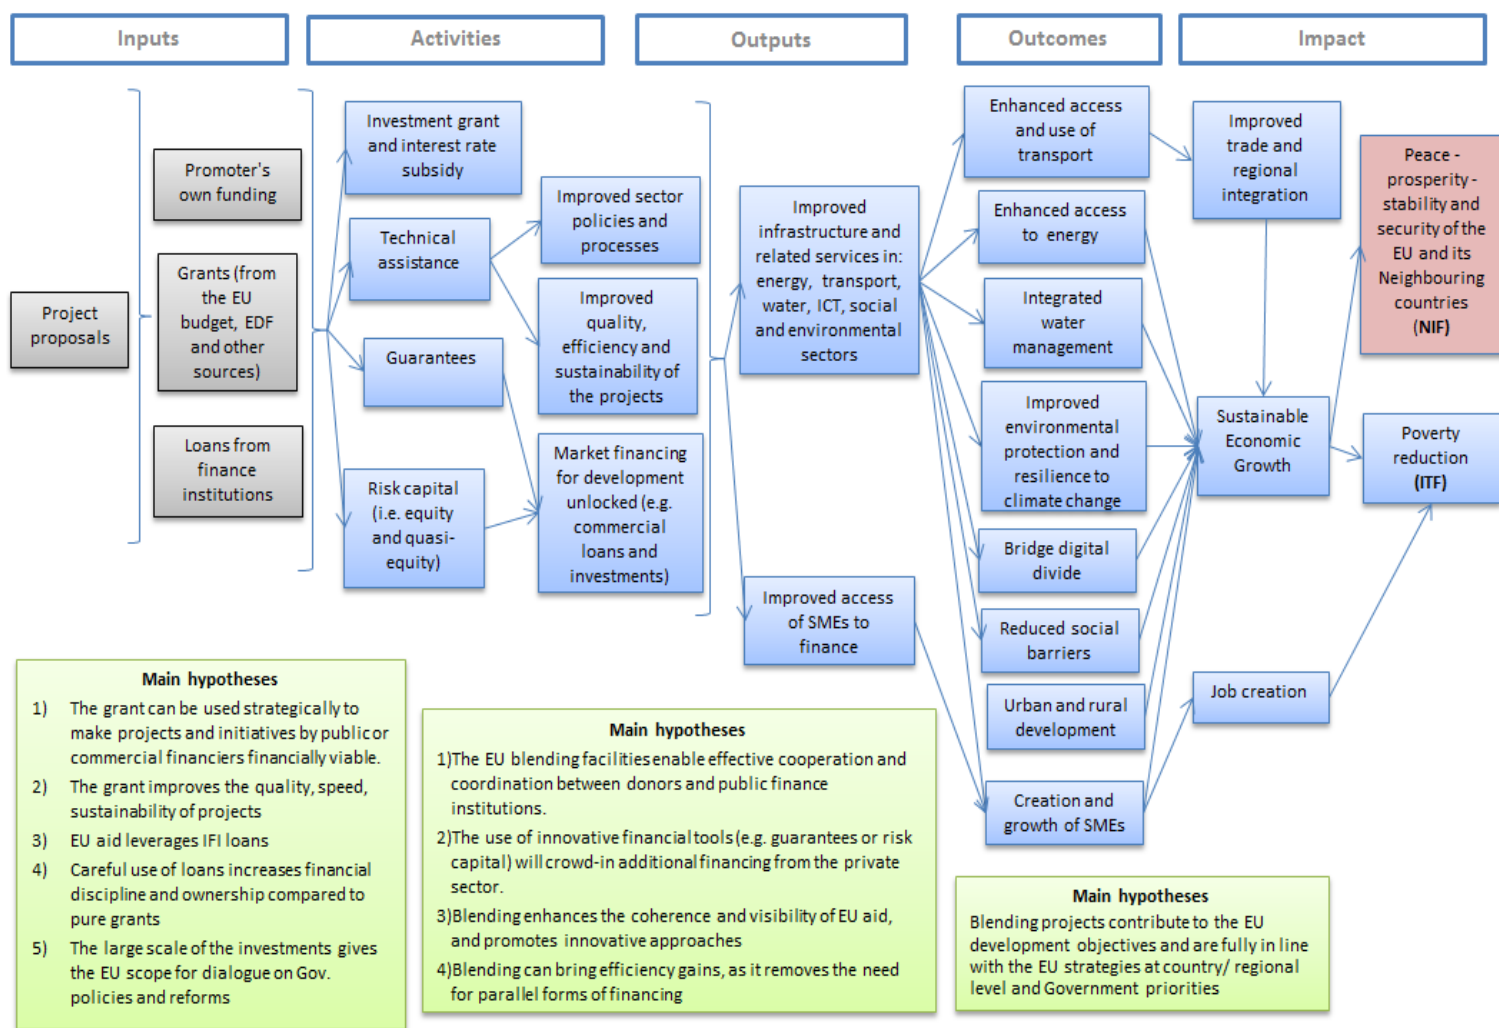 Inputs
Activities
Outputs
Outcomes
Impact
Project
proposals
Promoter's
own funding
Grants (from
the EU
budget, EDF
and other
sources)
Loans from
finance
institutions
Investment grant
and interest rate
subsidy
Technical
assistance
Guarantees
Risk capital
(i.e. equity
and quasi-
equity)
Improved sector
policies and
processes
Improved
quality,
efficiency and
sustainability of
the projects
Market financing
for development
unlocked (e.g.
commercial
loans and
investments)
Improved
infrastructure and
related services in:
energy, transport,
water, ICT, social
and environmental
sectors
Improved access
of SMEs to
finance
Enhanced access
and use of
transport
Enhanced access
to energy
Integrated
water
management
Improved
environmental
protection and
resilience to
climate change
Bridge digital
divide
Reduced social
barriers
Urban and rural
development
Creation and
growth of SMEs
Improved
trade and
regional
integration
Sustainable
Economic
Growth
Job creation
Peace -
prosperity -
stability and
security of the
EU and its
Neighbouring
countries
(NIF)
Poverty
reduction
(ITF)
Main hypotheses
1) The grant can be used strategically to
make projects and initiatives by public or
commercial financiers financially viable.
2) The grant improves the quality, speed,
sustainability of projects
3) EU aid leverages IFI loans
4) Careful use of loans increases financial
discipline and ownership compared to
pure grants
5) The large scale of the investments gives
the EU scope for dialogue on Gov.
policies and reforms
Main hypotheses
1)The EU blending facilities enable effective cooperation and
coordination between donors and public finance
institutions.
2)The use of innovative financial tools (e.g. guarantees or risk
capital) will crowd-in additional financing from the private
sector.
3)Blending enhances the coherence and visibility of EU aid,
and promotes innovative approaches
4)Blending can bring efficiency gains, as it removes the need
for parallel forms of financing
Main hypotheses
Blending projects contribute to the EU
development objectives and are fully in line
with the EU strategies at country/ regional
level and Government priorities